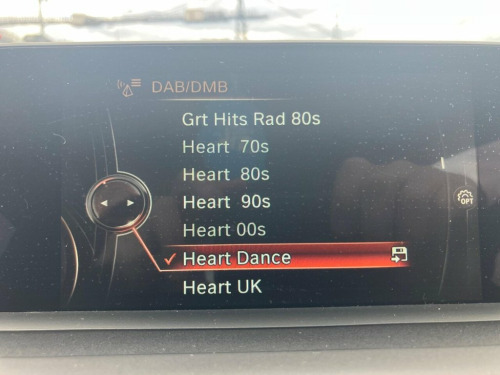 DAB/DMB
Grt Hits Rad 80s
Heart 70s
Heart 80s
Heart 90s
Heart 00s
Heart Dance
Heart UK
OPT